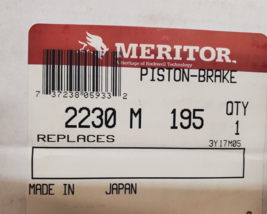 MERITOR
A Heritage of Rockwell Technology
PISTON-BRAKE
7 37238 05933 2
2230 M 195
QTY
1
REPLACES
3Y17M05
MADE IN JAPAN